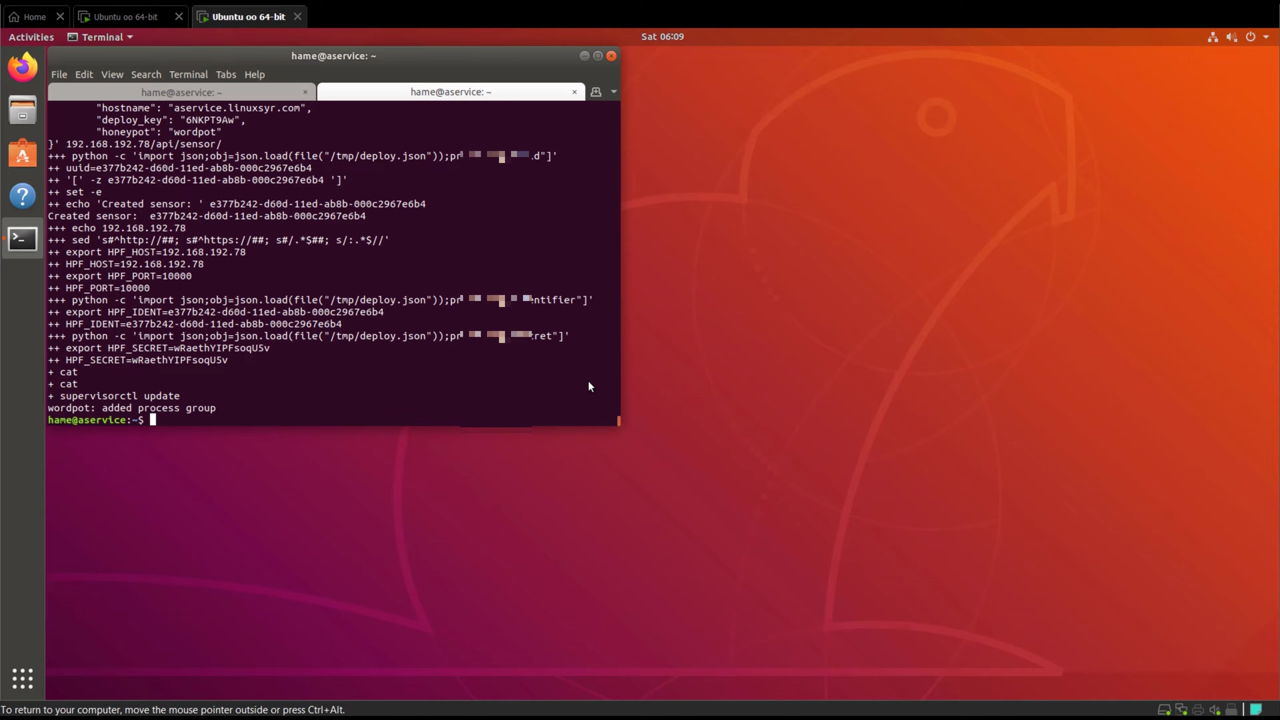 Home
Ubuntu oo 64-bit
Ubuntu oo 64-bit
Activities
Terminal
Sat 06:09
hame@aservice: ~
File Edit View Search Terminal Tabs Help
hame@aservice: ~
hame@aservice: ~
"hostname": "aservice.linuxsyr.com",
"deploy_key": "6NKPT9Aw",
"honeypot": "wordpot"
}' 192.168.192.78/api/sensor/
+++ python -c 'import json;obj=json.load(file("/tmp/deploy.json"));pr d"]'
++ uuid=e377b242-d60d-11ed-ab8b-000c2967e6b4
++ '[' -z e377b242-d60d-11ed-ab8b-000c2967e6b4 ']'
++ set -e
++ echo 'Created sensor: ' e377b242-d60d-11ed-ab8b-000c2967e6b4
Created sensor:  e377b242-d60d-11ed-ab8b-000c2967e6b4
+++ echo 192.168.192.78
+++ sed 's#^http://##; s#^https://##; s#/.*$##; s/:.*$//'
++ export HPF_HOST=192.168.192.78
++ HPF_HOST=192.168.192.78
++ export HPF_PORT=10000
++ HPF_PORT=10000
+++ python -c 'import json;obj=json.load(file("/tmp/deploy.json"));pr ntifier"]'
++ export HPF_IDENT=e377b242-d60d-11ed-ab8b-000c2967e6b4
++ HPF_IDENT=e377b242-d60d-11ed-ab8b-000c2967e6b4
+++ python -c 'import json;obj=json.load(file("/tmp/deploy.json"));pr ret"]'
++ export HPF_SECRET=wRaethYIPFsoqU5v
++ HPF_SECRET=wRaethYIPFsoqU5v
+ cat
+ cat
+ supervisorctl update
wordpot: added process group
hame@aservice:~$
To return to your computer, move the mouse pointer outside or press Ctrl+Alt.